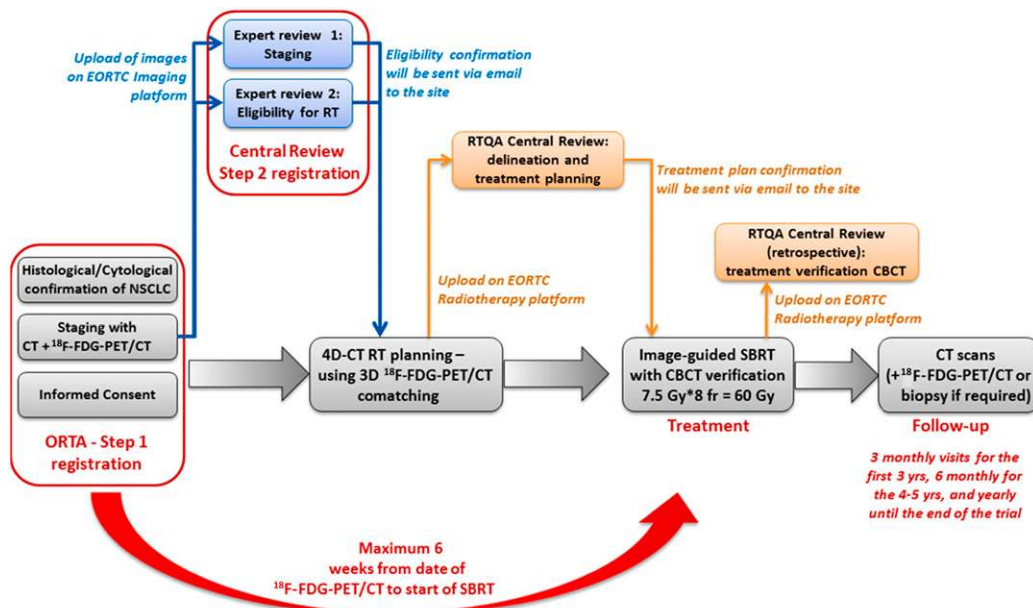 Upload of images
on EORTC Imaging
platform
Expert review 1:
Staging
Expert review 2:
Eligibility for RT
Central Review
Step 2 registration
Eligibility confirmation
will be sent via email
to the site
RTQA Central Review:
delineation and
treatment planning
Treatment plan confirmation
will be sent via email to the site
RTQA Central Review
(retrospective):
treatment verification CBCT
Upload on EORTC
Radiotherapy platform
Upload on EORTC
Radiotherapy platform
Histological/Cytological
confirmation of NSCLC
Staging with
CT +¹⁸F-FDG-PET/CT
Informed Consent
ORTA - Step 1
registration
4D-CT RT planning –
using 3D ¹⁸F-FDG-PET/CT
comatching
Image-guided SBRT
with CBCT verification
7.5 Gy*8 fr = 60 Gy
Treatment
CT scans
(+¹⁸F-FDG-PET/CT or
biopsy if required)
Follow-up
3 monthly visits for the
first 3 yrs, 6 monthly for
the 4-5 yrs, and yearly
until the end of the trial
Maximum 6
weeks from date of
¹⁸F-FDG-PET/CT to start of SBRT